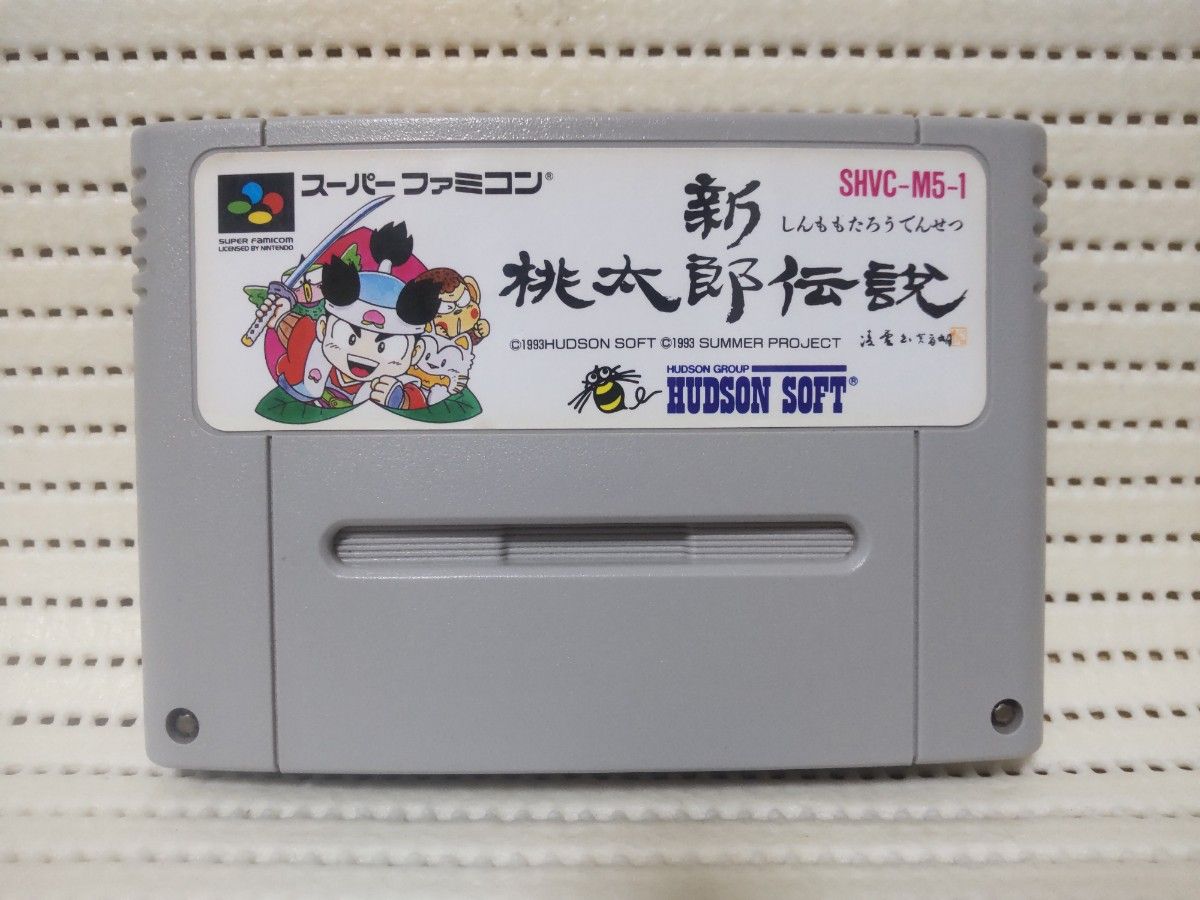 スーパーファミコン®
SUPER FAMICOM
LICENSED BY NINTENDO
SHVC-M5-1
新
しんももたろうてんせつ
桃太郎伝説
©1993HUDSON SOFT ©1993 SUMMER PROJECT
HUDSON GROUP
HUDSON SOFT®